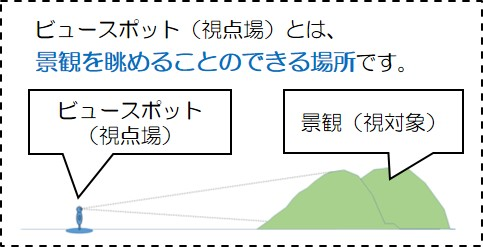 ビュースポット（視点場）とは、
景観を眺めることのできる場所です。
ビュースポット
（視点場）
景観（視対象）